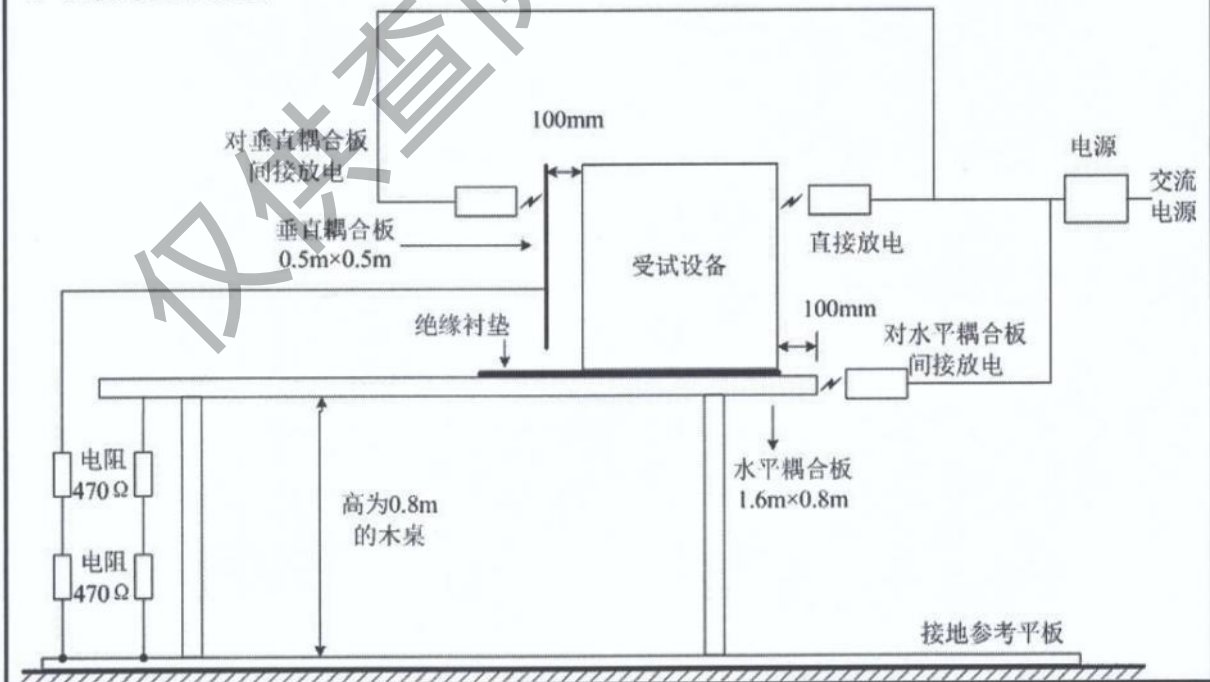 仅供查
100mm
对垂直耦合板
间接放电
电源
交流
电源
垂直耦合板
0.5m×0.5m
受试设备
直接放电
100mm
绝缘衬垫
对水平耦合板
间接放电
电阻
470Ω
水平耦合板
1.6m×0.8m
高为0.8m
的木桌
电阻
470Ω
接地参考平板